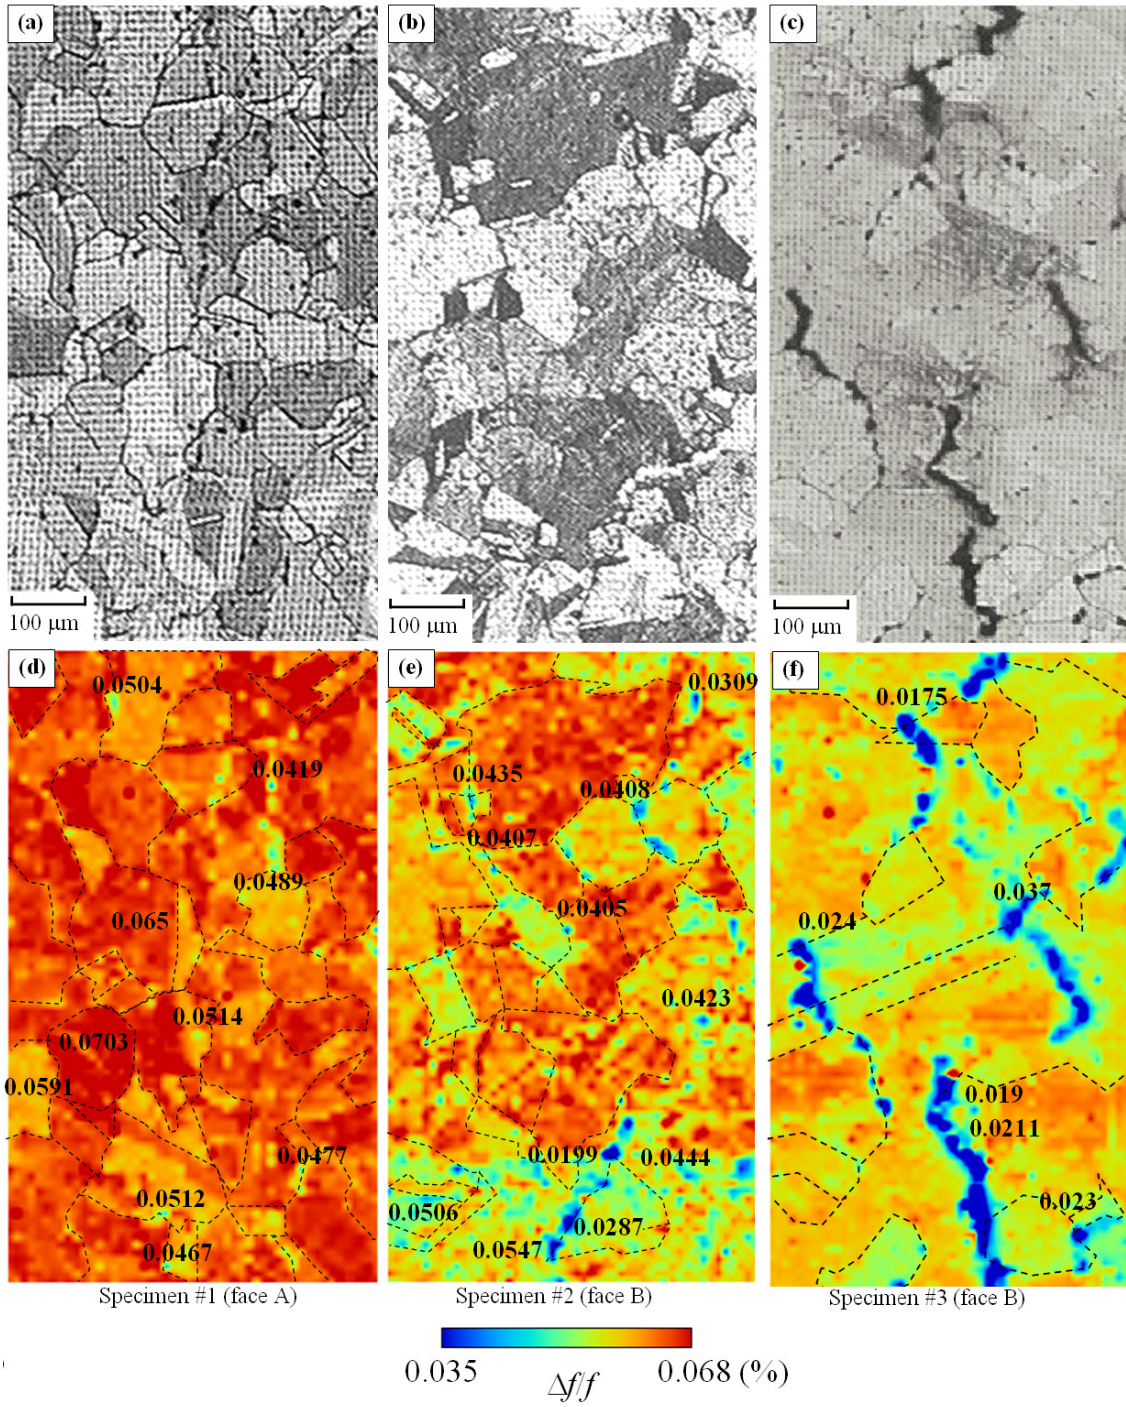 (a)
(b)
(c)
100 μm
100 μm
100 μm
(d)
(e)
(f)
0.0504
0.0419
0.0489
0.065
0.0514
0.0703
0.0591
0.0477
0.0512
0.0467
0.0309
0.0435
0.0408
0.0407
0.0405
0.0423
0.0199
0.0444
0.0506
0.0287
0.0547
0.0175
0.037
0.024
0.019
0.0211
0.023
Specimen #1 (face A)
Specimen #2 (face B)
Specimen #3 (face B)
0.035
0.068 (%)
Δf/f